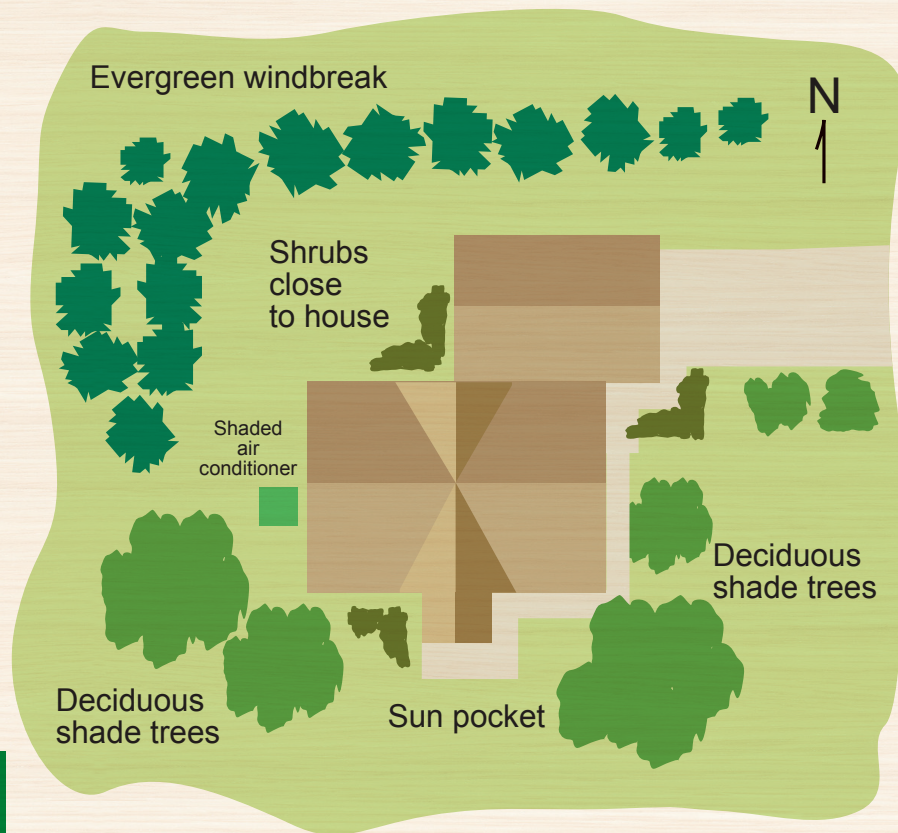 Evergreen windbreak
N
Shrubs
close
to house
Shaded
air
conditioner
Deciduous
shade trees
Deciduous
shade trees
Sun pocket